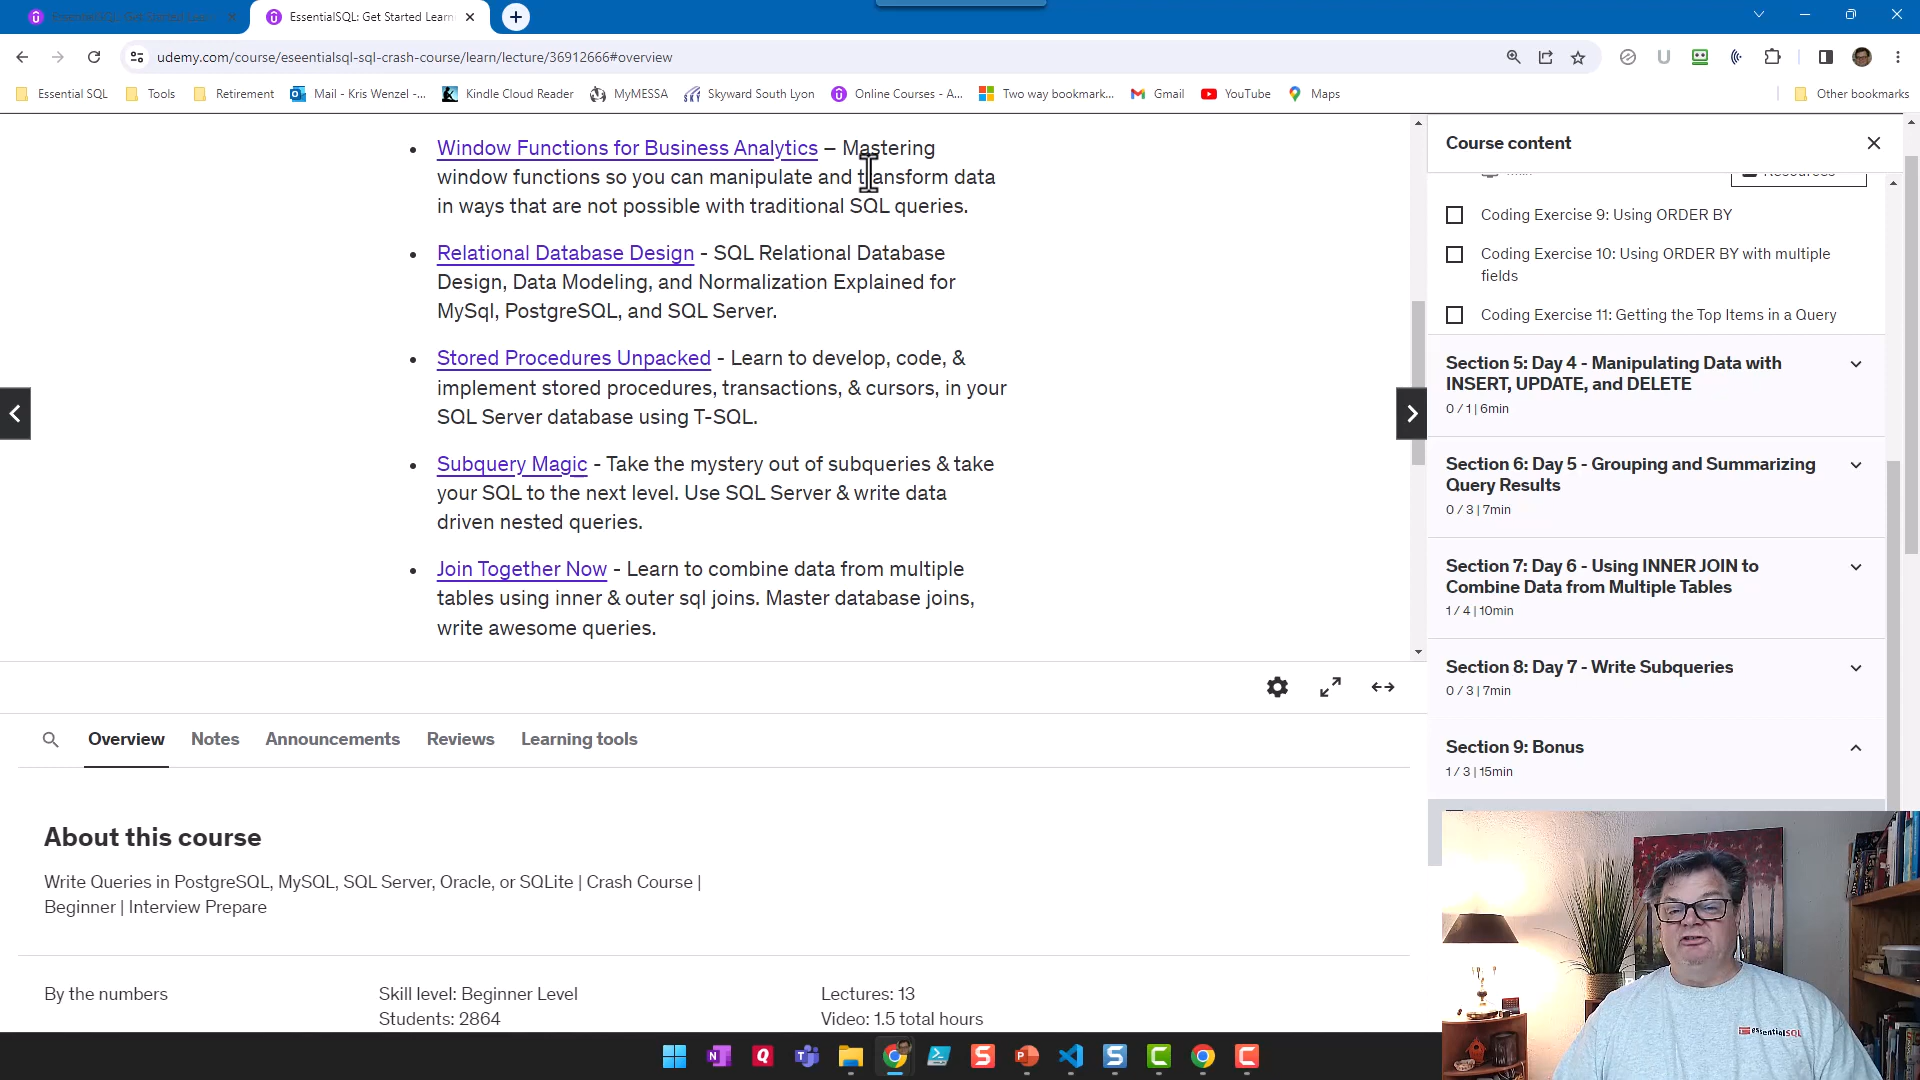 EssentialSQL: Get Started Learn
udemy.com/course/eseentialsql-sql-crash-course/learn/lecture/36912666#overview
Essential SQL
Tools
Retirement
Mail - Kris Wenzel -...
Kindle Cloud Reader
MyMESSA
Skyward South Lyon
Online Courses - A...
Two way bookmark...
Gmail
YouTube
Maps
Other bookmarks
Window Functions for Business Analytics – Mastering
window functions so you can manipulate and transform data
in ways that are not possible with traditional SQL queries.
Relational Database Design - SQL Relational Database
Design, Data Modeling, and Normalization Explained for
MySql, PostgreSQL, and SQL Server.
Stored Procedures Unpacked - Learn to develop, code, &
implement stored procedures, transactions, & cursors, in your
SQL Server database using T-SQL.
Subquery Magic - Take the mystery out of subqueries & take
your SQL to the next level. Use SQL Server & write data
driven nested queries.
Join Together Now - Learn to combine data from multiple
tables using inner & outer sql joins. Master database joins,
write awesome queries.
Course content
Coding Exercise 9: Using ORDER BY
Coding Exercise 10: Using ORDER BY with multiple
fields
Coding Exercise 11: Getting the Top Items in a Query
Section 5: Day 4 - Manipulating Data with
INSERT, UPDATE, and DELETE
0 / 1 | 6min
Section 6: Day 5 - Grouping and Summarizing
Query Results
0 / 3 | 7min
Section 7: Day 6 - Using INNER JOIN to
Combine Data from Multiple Tables
1 / 4 | 10min
Section 8: Day 7 - Write Subqueries
0 / 3 | 7min
Section 9: Bonus
1 / 3 | 15min
Overview
Notes
Announcements
Reviews
Learning tools
About this course
Write Queries in PostgreSQL, MySQL, SQL Server, Oracle, or SQLite | Crash Course |
Beginner | Interview Prepare
By the numbers
Skill level: Beginner Level
Students: 2864
Lectures: 13
Video: 1.5 total hours
essentialSQL